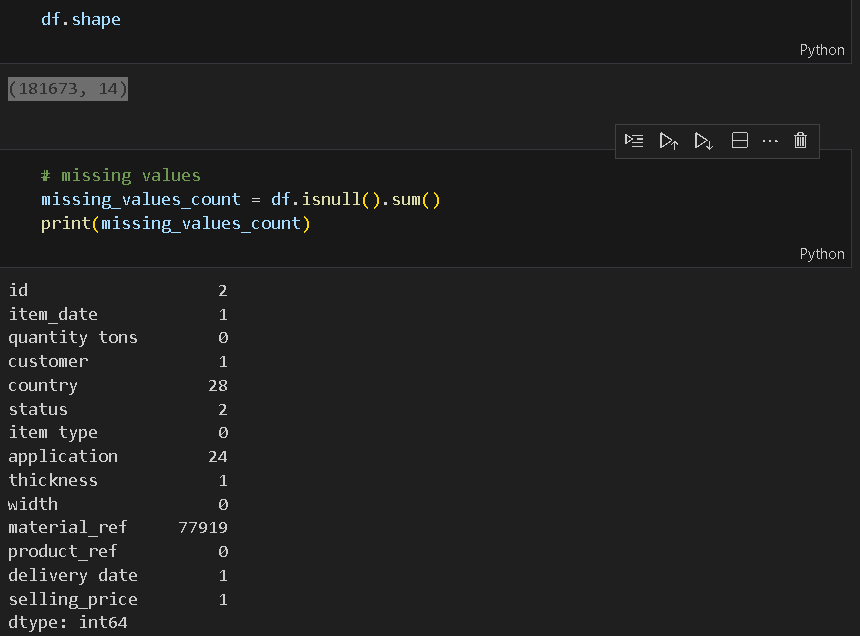 df.shape
Python
(181673, 14)
# missing values
missing_values_count = df.isnull().sum()
print(missing_values_count)
Python
id 2
item_date 1
quantity tons 0
customer 1
country 28
status 2
item type 0
application 24
thickness 1
width 0
material_ref 77919
product_ref 0
delivery date 1
selling_price 1
dtype: int64